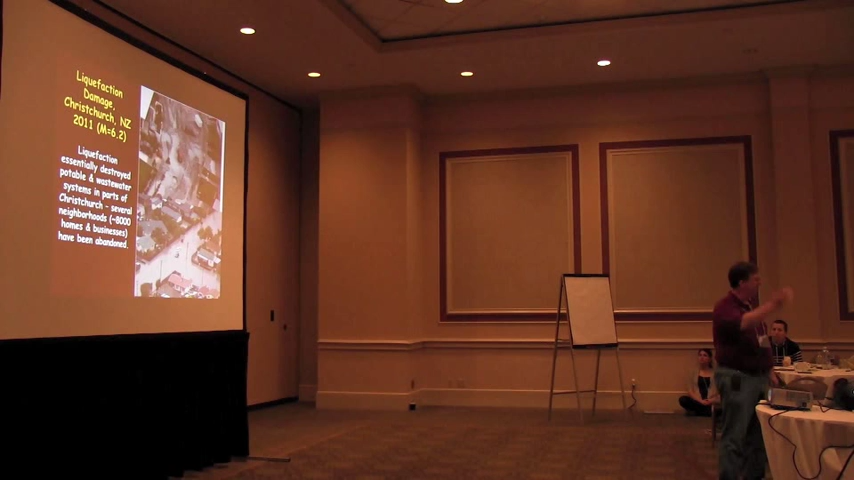 Liquefaction
Damage,
Christchurch, NZ
2011 (M=6.2)
Liquefaction
essentially destroyed
potable & wastewater
systems in parts of
Christchurch - several
neighborhoods (~8000
homes & businesses)
have been abandoned.